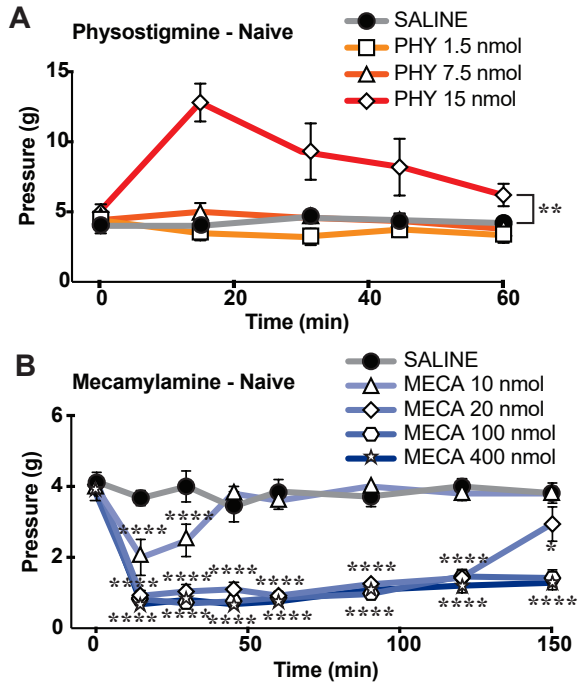 A
Physostigmine - Naive
SALINE
PHY 1.5 nmol
PHY 7.5 nmol
PHY 15 nmol
Pressure (g)
15
10
5
0
**
0
20
40
60
Time (min)
B
Mecamylamine - Naive
SALINE
MECA 10 nmol
MECA 20 nmol
MECA 100 nmol
MECA 400 nmol
Pressure (g)
6
4
2
0
****
****
****
****
****
****
****
****
*
****
****
****
****
****
****
****
0
50
100
150
Time (min)